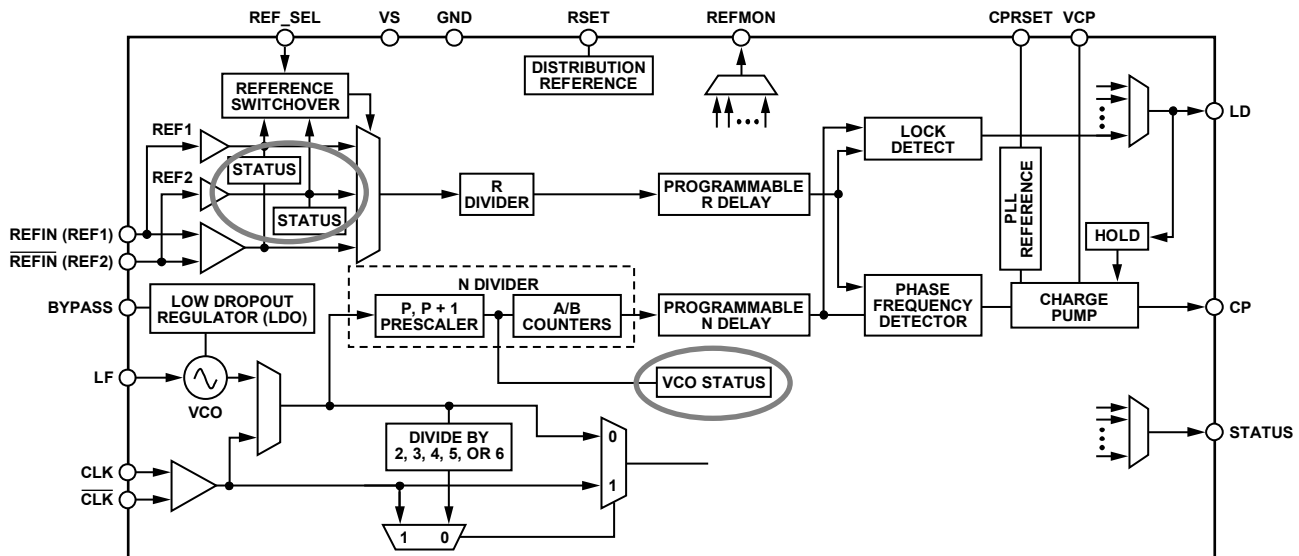 REF_SEL VS GND RSET REFMON CPRSET VCP
DISTRIBUTION
REFERENCE
REFERENCE
SWITCHOVER
REF1
STATUS
REF2
STATUS
R
DIVIDER
PROGRAMMABLE
R DELAY
LOCK
DETECT
LD
PLL
REFERENCE
HOLD
REFIN (REF1)
REFIN (REF2)
BYPASS
LOW DROPOUT
REGULATOR (LDO)
N DIVIDER
P, P + 1
PRESCALER
A/B
COUNTERS
PROGRAMMABLE
N DELAY
PHASE
FREQUENCY
DETECTOR
CHARGE
PUMP
CP
LF
VCO
VCO STATUS
STATUS
DIVIDE BY
2, 3, 4, 5, OR 6
0
1
CLK
CLK
1 0